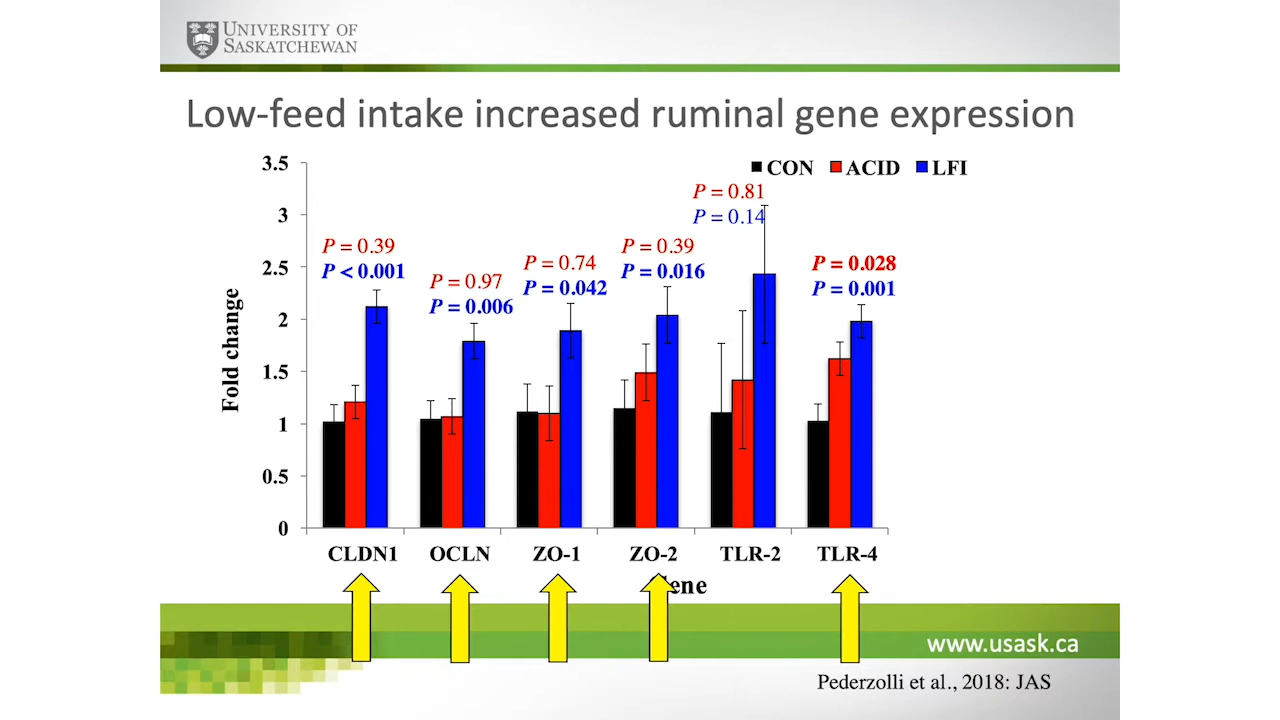 UNIVERSITY OF
SASKATCHEWAN
Low-feed intake increased ruminal gene expression
CON ACID LFI
3.5
3
2.5
2
1.5
1
0.5
0
Fold change
P = 0.39
P < 0.001
P = 0.97
P = 0.006
P = 0.74
P = 0.042
P = 0.39
P = 0.016
P = 0.81
P = 0.14
P = 0.028
P = 0.001
CLDN1 OCLN ZO-1 ZO-2 TLR-2 TLR-4
ene
www.usask.ca
Pederzolli et al., 2018: JAS